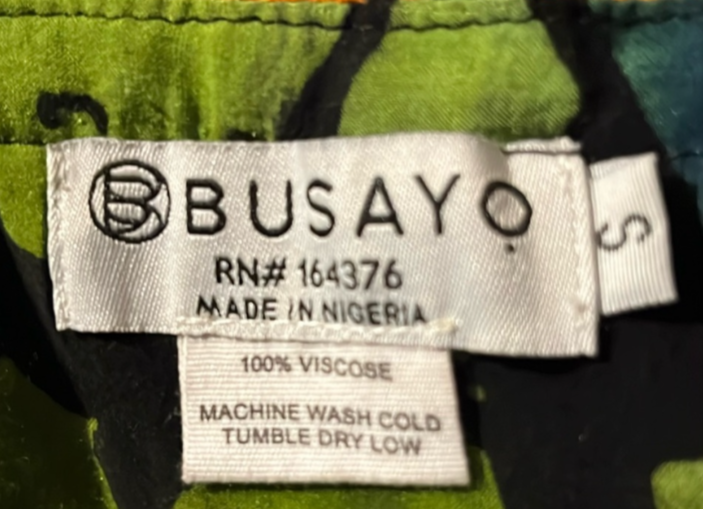 BUSAYỌ
RN# 164376
MADE IN NIGERIA
S
100% VISCOSE
MACHINE WASH COLD
TUMBLE DRY LOW